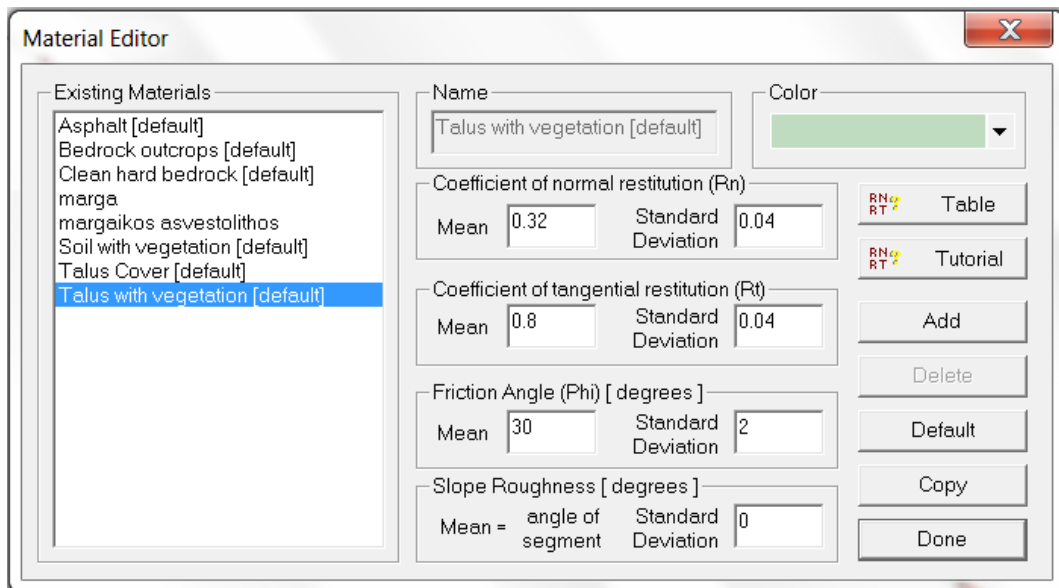 Material Editor
Existing Materials
Asphalt [default]
Bedrock outcrops [default]
Clean hard bedrock [default]
marga
margaikos asvestolithos
Soil with vegetation [default]
Talus Cover [default]
Talus with vegetation [default]
Name
Talus with vegetation [default]
Color
Coefficient of normal restitution (Rn)
Mean 0.32 Standard Deviation 0.04
Coefficient of tangential restitution (Rt)
Mean 0.8 Standard Deviation 0.04
Friction Angle (Phi) [ degrees ]
Mean 30 Standard Deviation 2
Slope Roughness [ degrees ]
Mean = angle of segment Standard Deviation 0
RN RT ? Table
RN RT ? Tutorial
Add
Delete
Default
Copy
Done